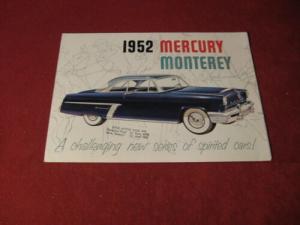 1952 MERCURY
MONTEREY
A challenging new series of spirited cars!